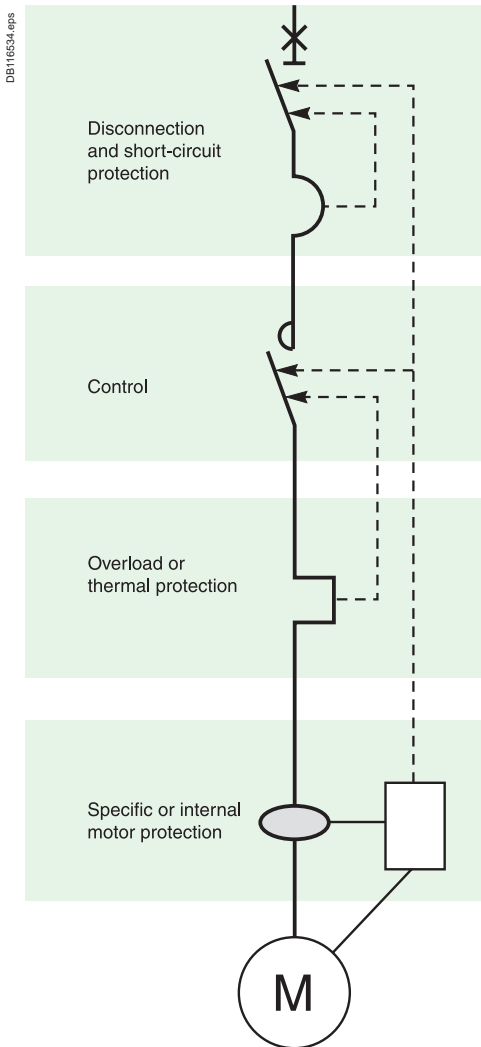 DB116534.eps
Disconnection
and short-circuit
protection
Control
Overload or
thermal protection
Specific or internal
motor protection
M